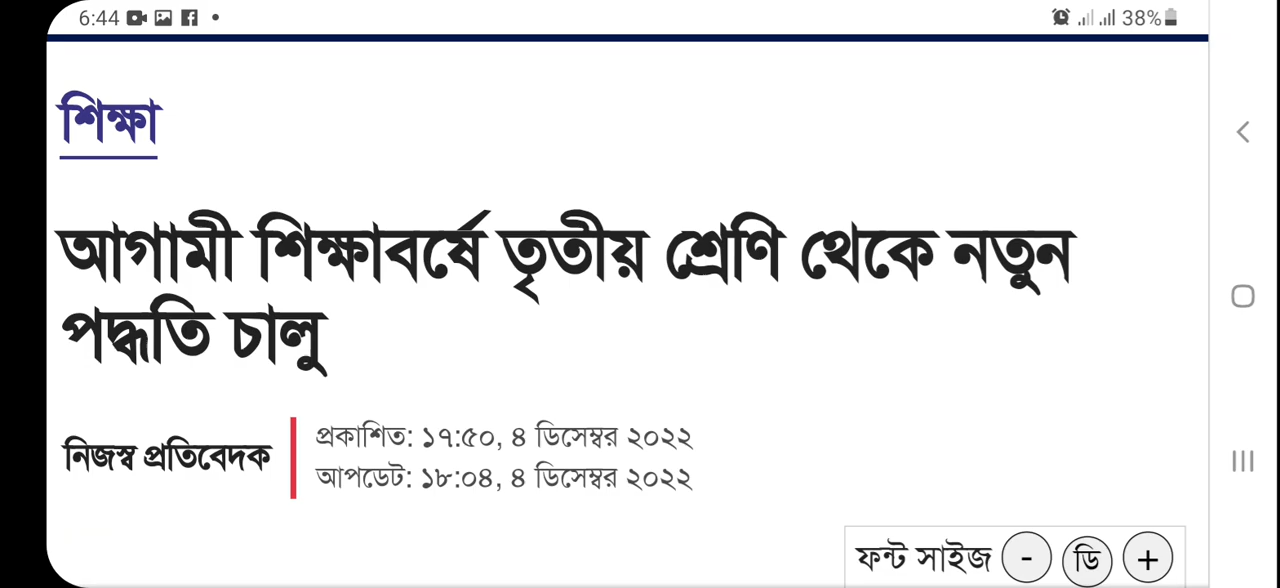 6:44 38%
শিক্ষা
আগামী শিক্ষাবর্ষে তৃতীয় শ্রেণি থেকে নতুন
পদ্ধতি চালু
নিজস্ব প্রতিবেদক
প্রকাশিত: ১৭:৫০, ৪ ডিসেম্বর ২০২২
আপডেট: ১৮:০৪, ৪ ডিসেম্বর ২০২২
ফন্ট সাইজ - ডি +